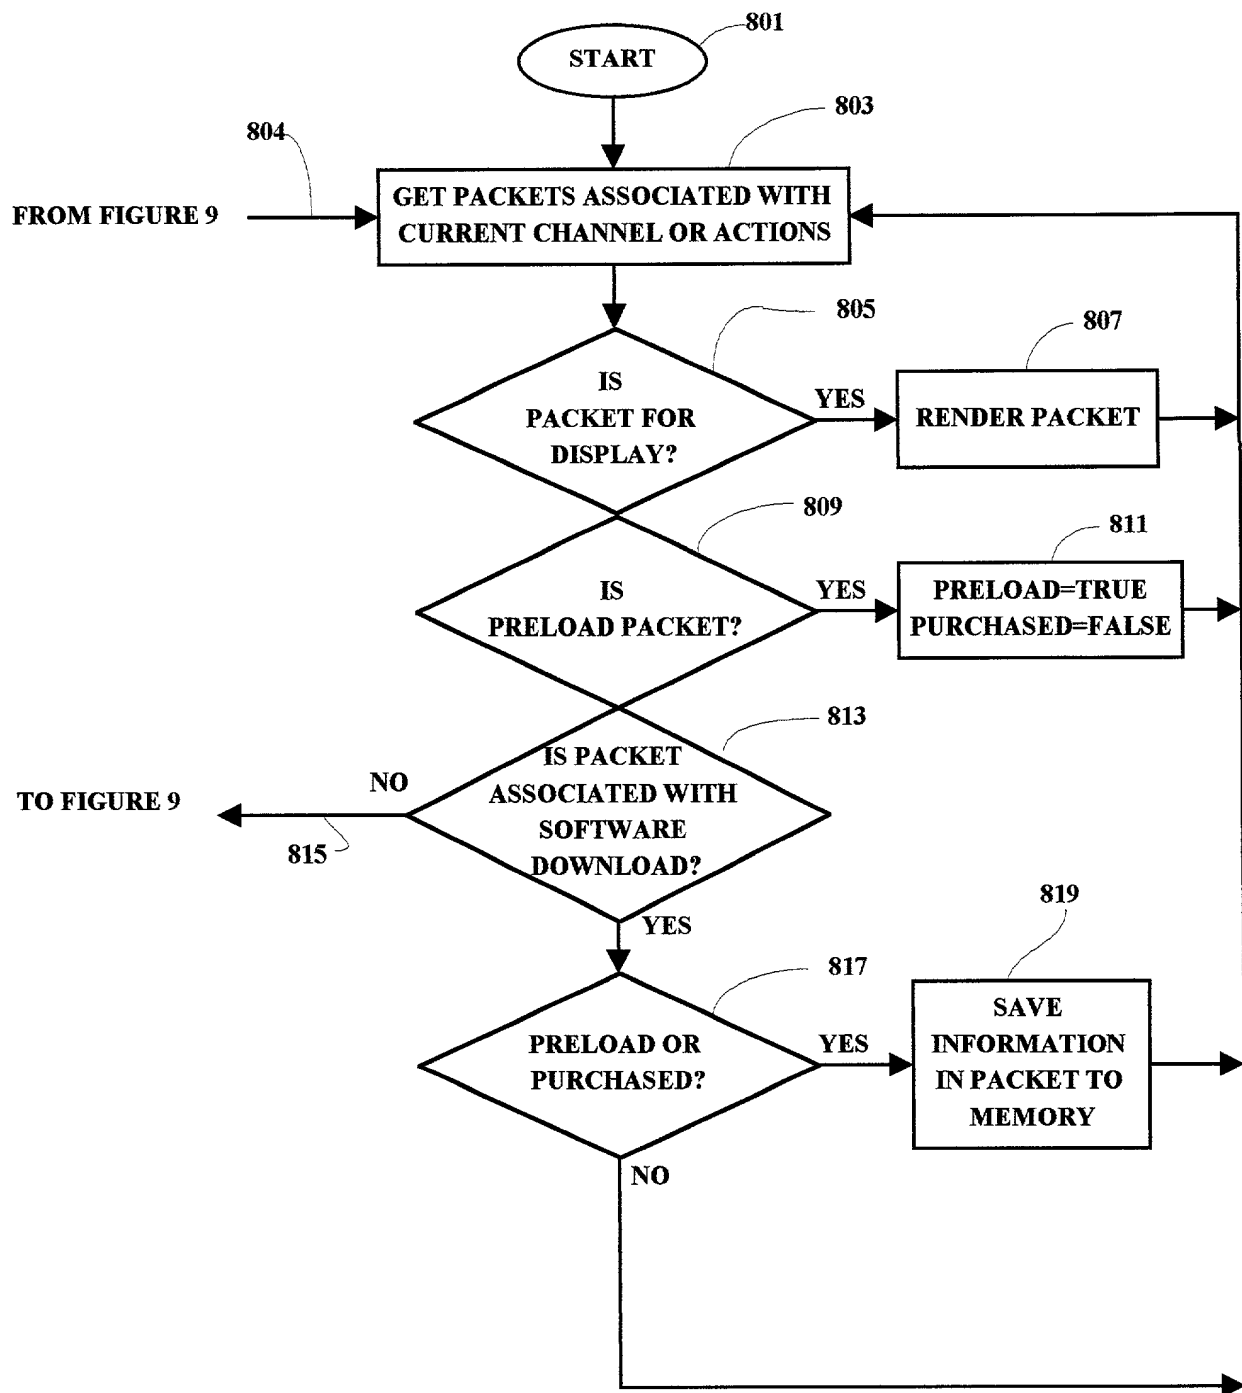 801
START
803
804
GET PACKETS ASSOCIATED WITH
CURRENT CHANNEL OR ACTIONS
FROM FIGURE 9
805
807
IS
PACKET FOR
DISPLAY?
YES
RENDER PACKET
809
811
IS
PRELOAD PACKET?
YES
PRELOAD=TRUE
PURCHASED=FALSE
813
IS PACKET
ASSOCIATED WITH
SOFTWARE
DOWNLOAD?
NO
TO FIGURE 9
815
YES
817
819
PRELOAD OR
PURCHASED?
YES
SAVE
INFORMATION
IN PACKET TO
MEMORY
NO